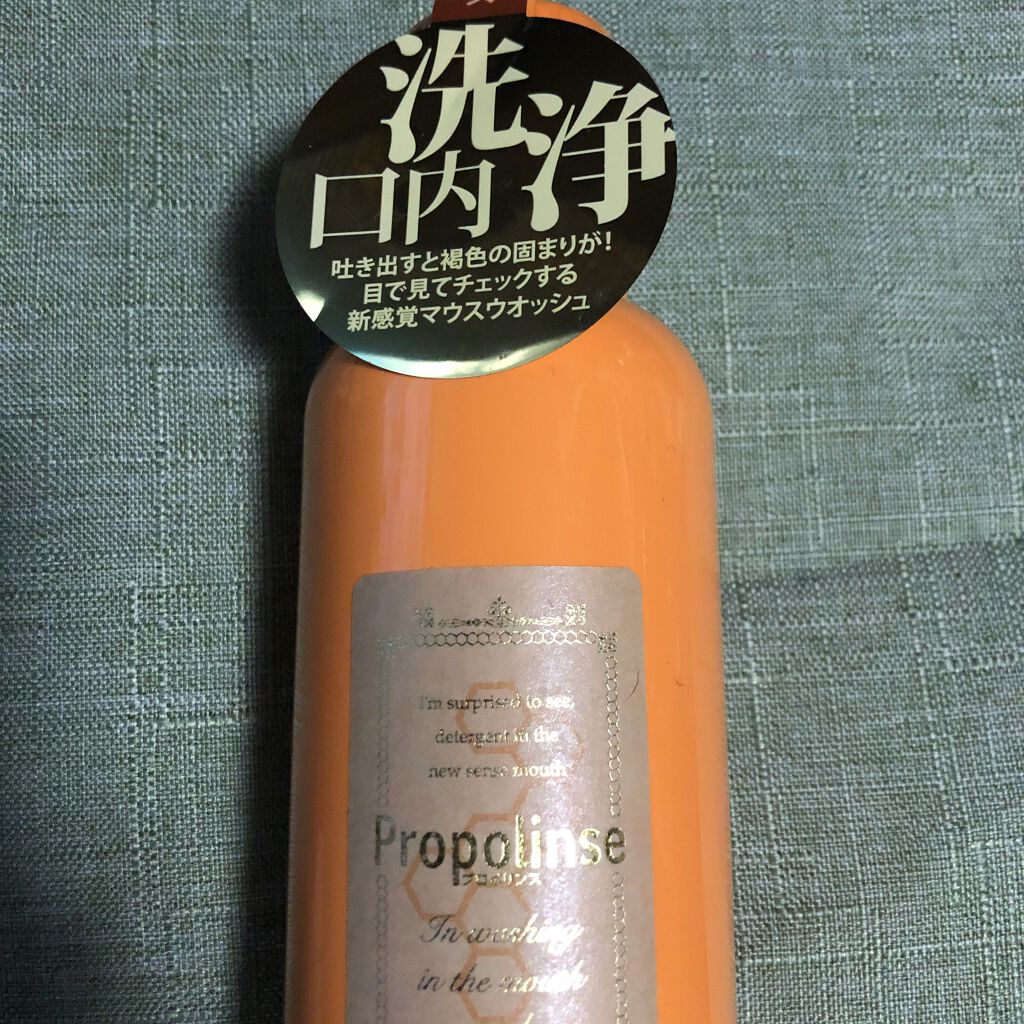 ス
口内洗浄
吐き出すと褐色の固まりが!
目で見てチェックする
新感覚マウスウオッシュ
I'm surprised to see,
detergent in the
new sense mouth
Propolinse
プロポリンス
In washing
in the mouth